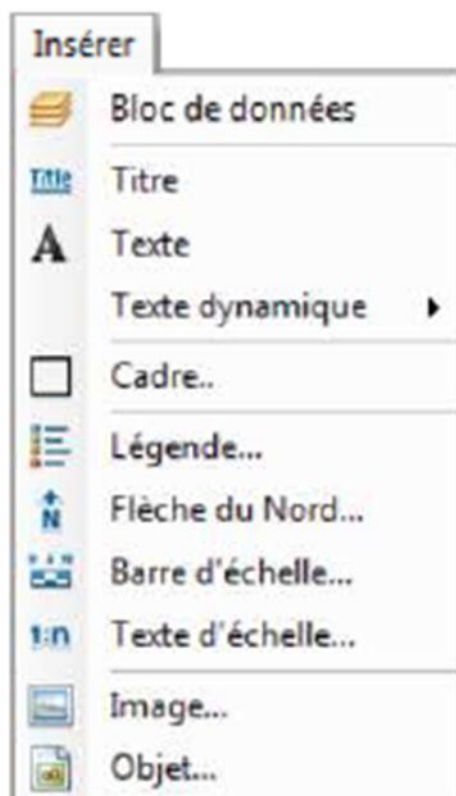 Insérer
Bloc de données
Title Titre
A Texte
Texte dynamique
Cadre..
Légende...
N Flèche du Nord...
Barre d'échelle...
1:n Texte d'échelle...
Image...
Objet...